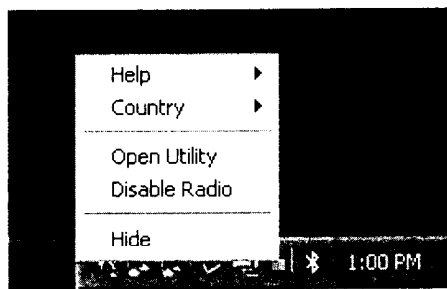 Help
Country
Open Utility
Disable Radio
Hide
1:00 PM